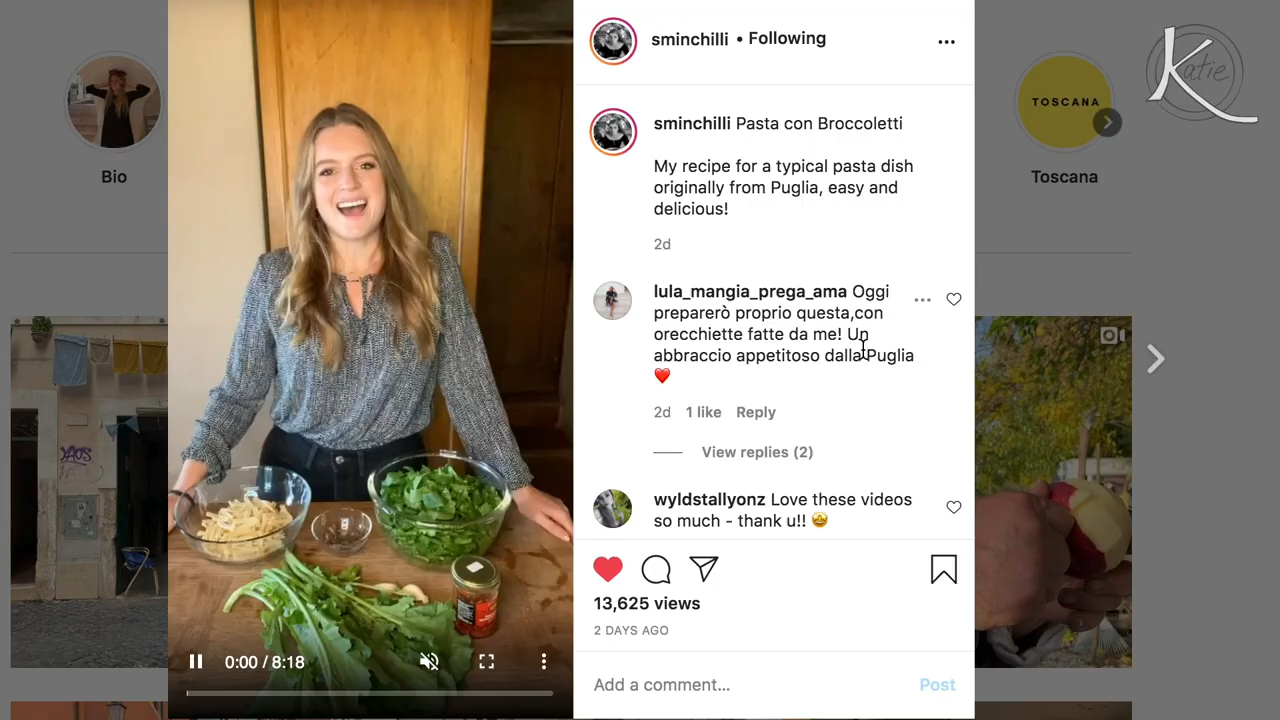 sminchilli • Following
Katie
TOSCANA
Bio
Toscana
sminchilli Pasta con Broccoletti
My recipe for a typical pasta dish
originally from Puglia, easy and
delicious!
2d
lula_mangia_prega_ama Oggi
preparerò proprio questa,con
orecchiette fatte da me! Un
abbraccio appetitoso dalla Puglia
❤️
2d 1 like Reply
View replies (2)
wyldstallyonz Love these videos
so much - thank u!! 🤩
13,625 views
2 DAYS AGO
0:00 / 8:18
Add a comment... Post